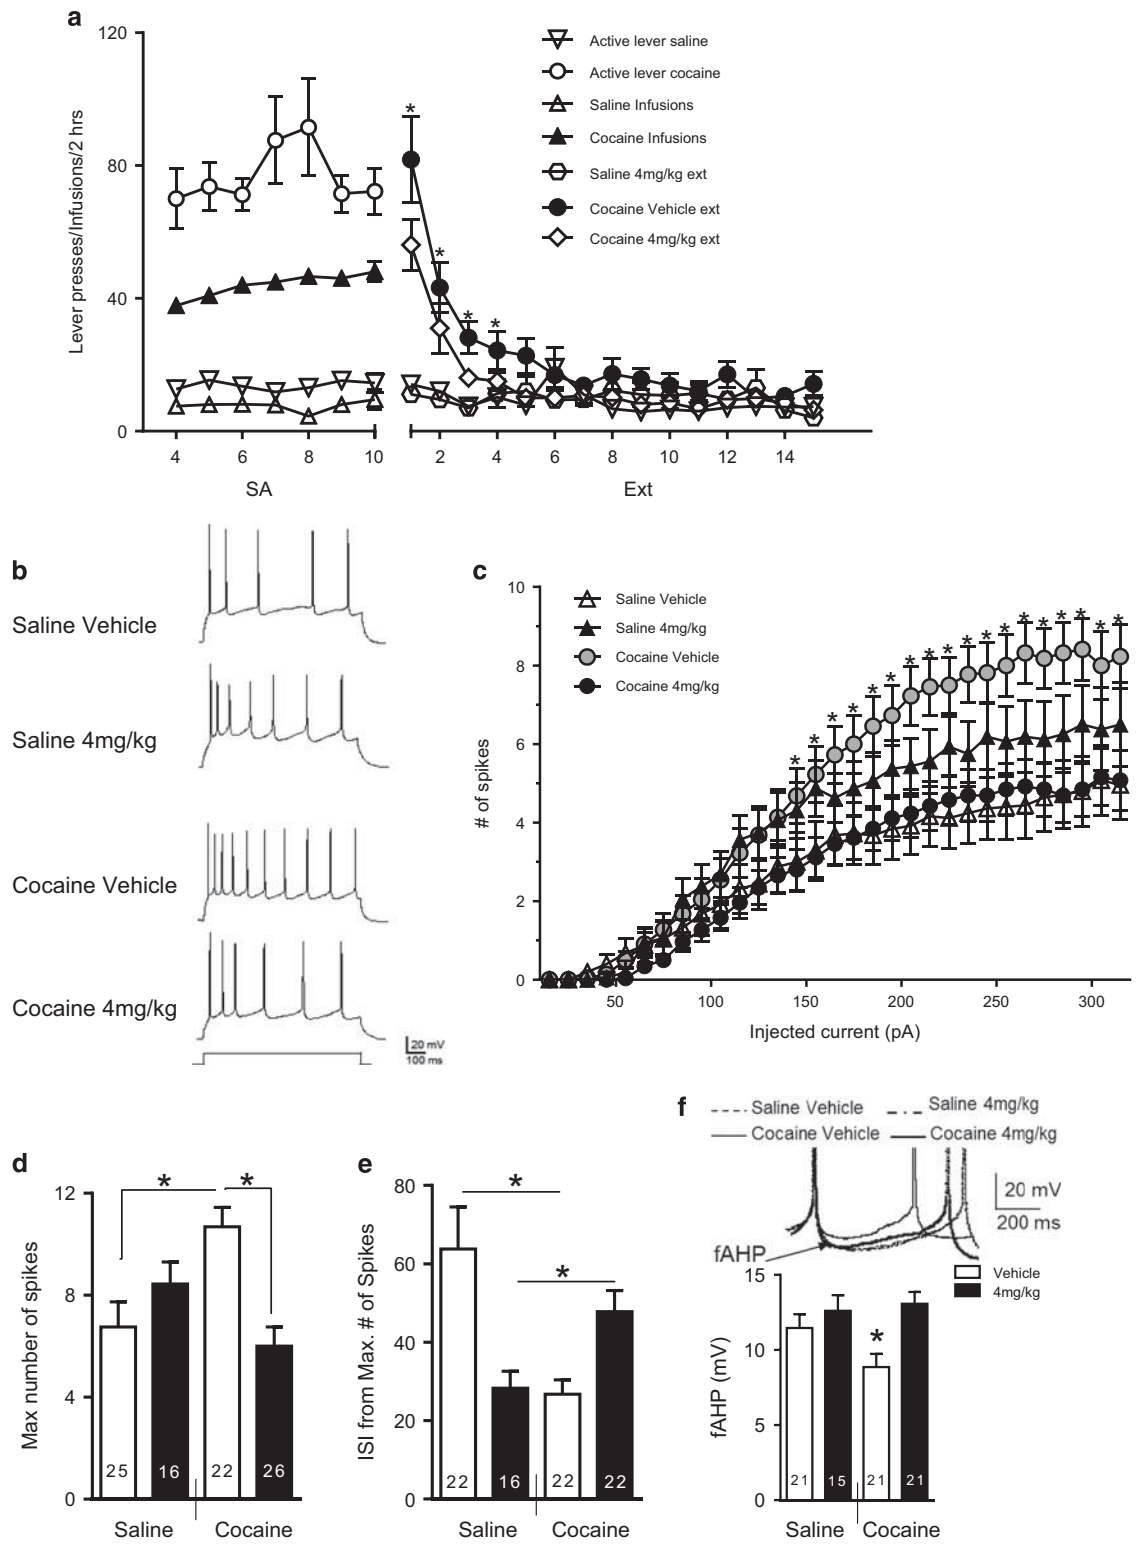 a
120
80
40
0
Lever presses/Infusions/2 hrs
Active lever saline
Active lever cocaine
Saline Infusions
Cocaine Infusions
Saline 4mg/kg ext
Cocaine Vehicle ext
Cocaine 4mg/kg ext
* * * *
4 6 8 10 2 4 6 8 10 12 14
SA Ext
b
Saline Vehicle
Saline 4mg/kg
Cocaine Vehicle
Cocaine 4mg/kg
20 mV
100 ms
c
10
8
6
4
2
0
# of spikes
Saline Vehicle
Saline 4mg/kg
Cocaine Vehicle
Cocaine 4mg/kg
* * * * * * * * * * * * * * * * * *
50 100 150 200 250 300
Injected current (pA)
d
12
8
4
0
Max number of spikes
* *
25 16 22 26
Saline Cocaine
e
80
60
40
20
0
ISI from Max. # of Spikes
*
*
22 16 22 22
Saline Cocaine
f
Saline Vehicle Saline 4mg/kg
Cocaine Vehicle Cocaine 4mg/kg
20 mV
200 ms
fAHP
Vehicle
4mg/kg
15
10
5
0
fAHP (mV)
*
21 15 21 21
Saline Cocaine